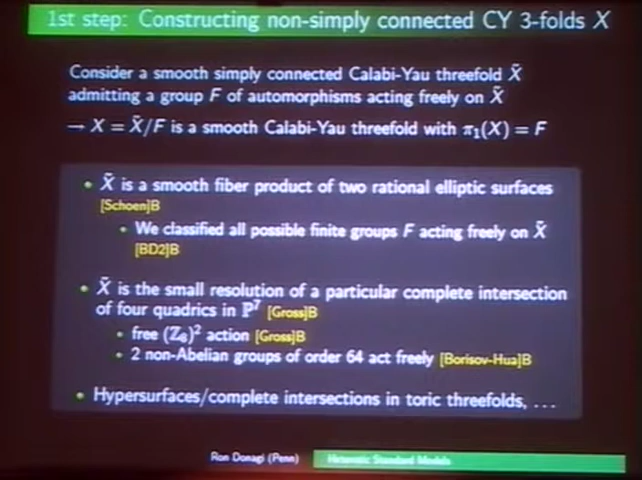 1st step: Constructing non-simply connected CY 3-folds X
Consider a smooth simply connected Calabi-Yau threefold X̃
admitting a group F of automorphisms acting freely on X̃
→ X = X̃/F is a smooth Calabi-Yau threefold with π₁(X) = F
• X̃ is a smooth fiber product of two rational elliptic surfaces
[Schoen]B
• We classified all possible finite groups F acting freely on X̃
[BD2]B
• X̃ is the small resolution of a particular complete intersection
of four quadrics in ℙ⁷ [Gross]B
• free (ℤ₈)² action [Gross]B
• 2 non-Abelian groups of order 64 act freely [Borisov-Hua]B
• Hypersurfaces/complete intersections in toric threefolds, ...
Ron Donagi (Penn)
Heterotic Standard Models